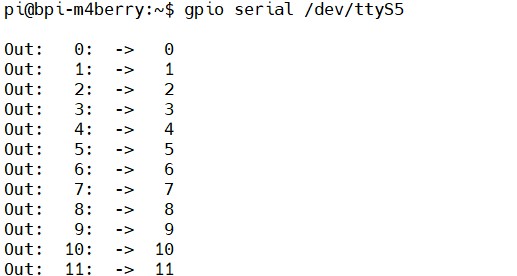 pi@bpi-m4berry:~$ gpio serial /dev/ttyS5
Out:   0:  ->   0
Out:   1:  ->   1
Out:   2:  ->   2
Out:   3:  ->   3
Out:   4:  ->   4
Out:   5:  ->   5
Out:   6:  ->   6
Out:   7:  ->   7
Out:   8:  ->   8
Out:   9:  ->   9
Out:  10:  ->  10
Out:  11:  ->  11